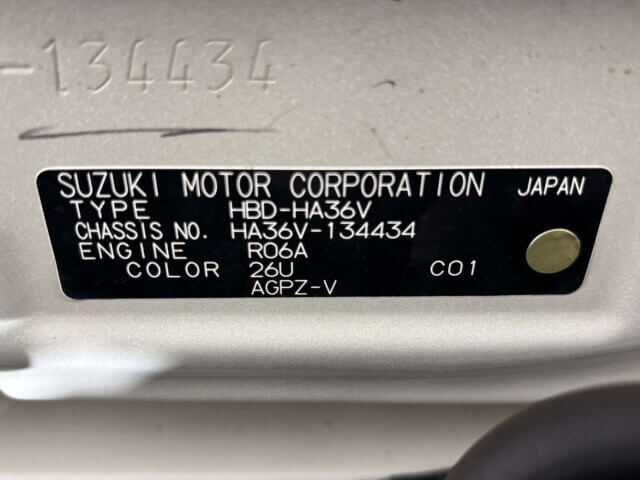 -134434
SUZUKI MOTOR CORPORATION JAPAN
TYPE HBD-HA36V
CHASSIS NO. HA36V-134434
ENGINE R06A
COLOR 26U C01
AGPZ-V